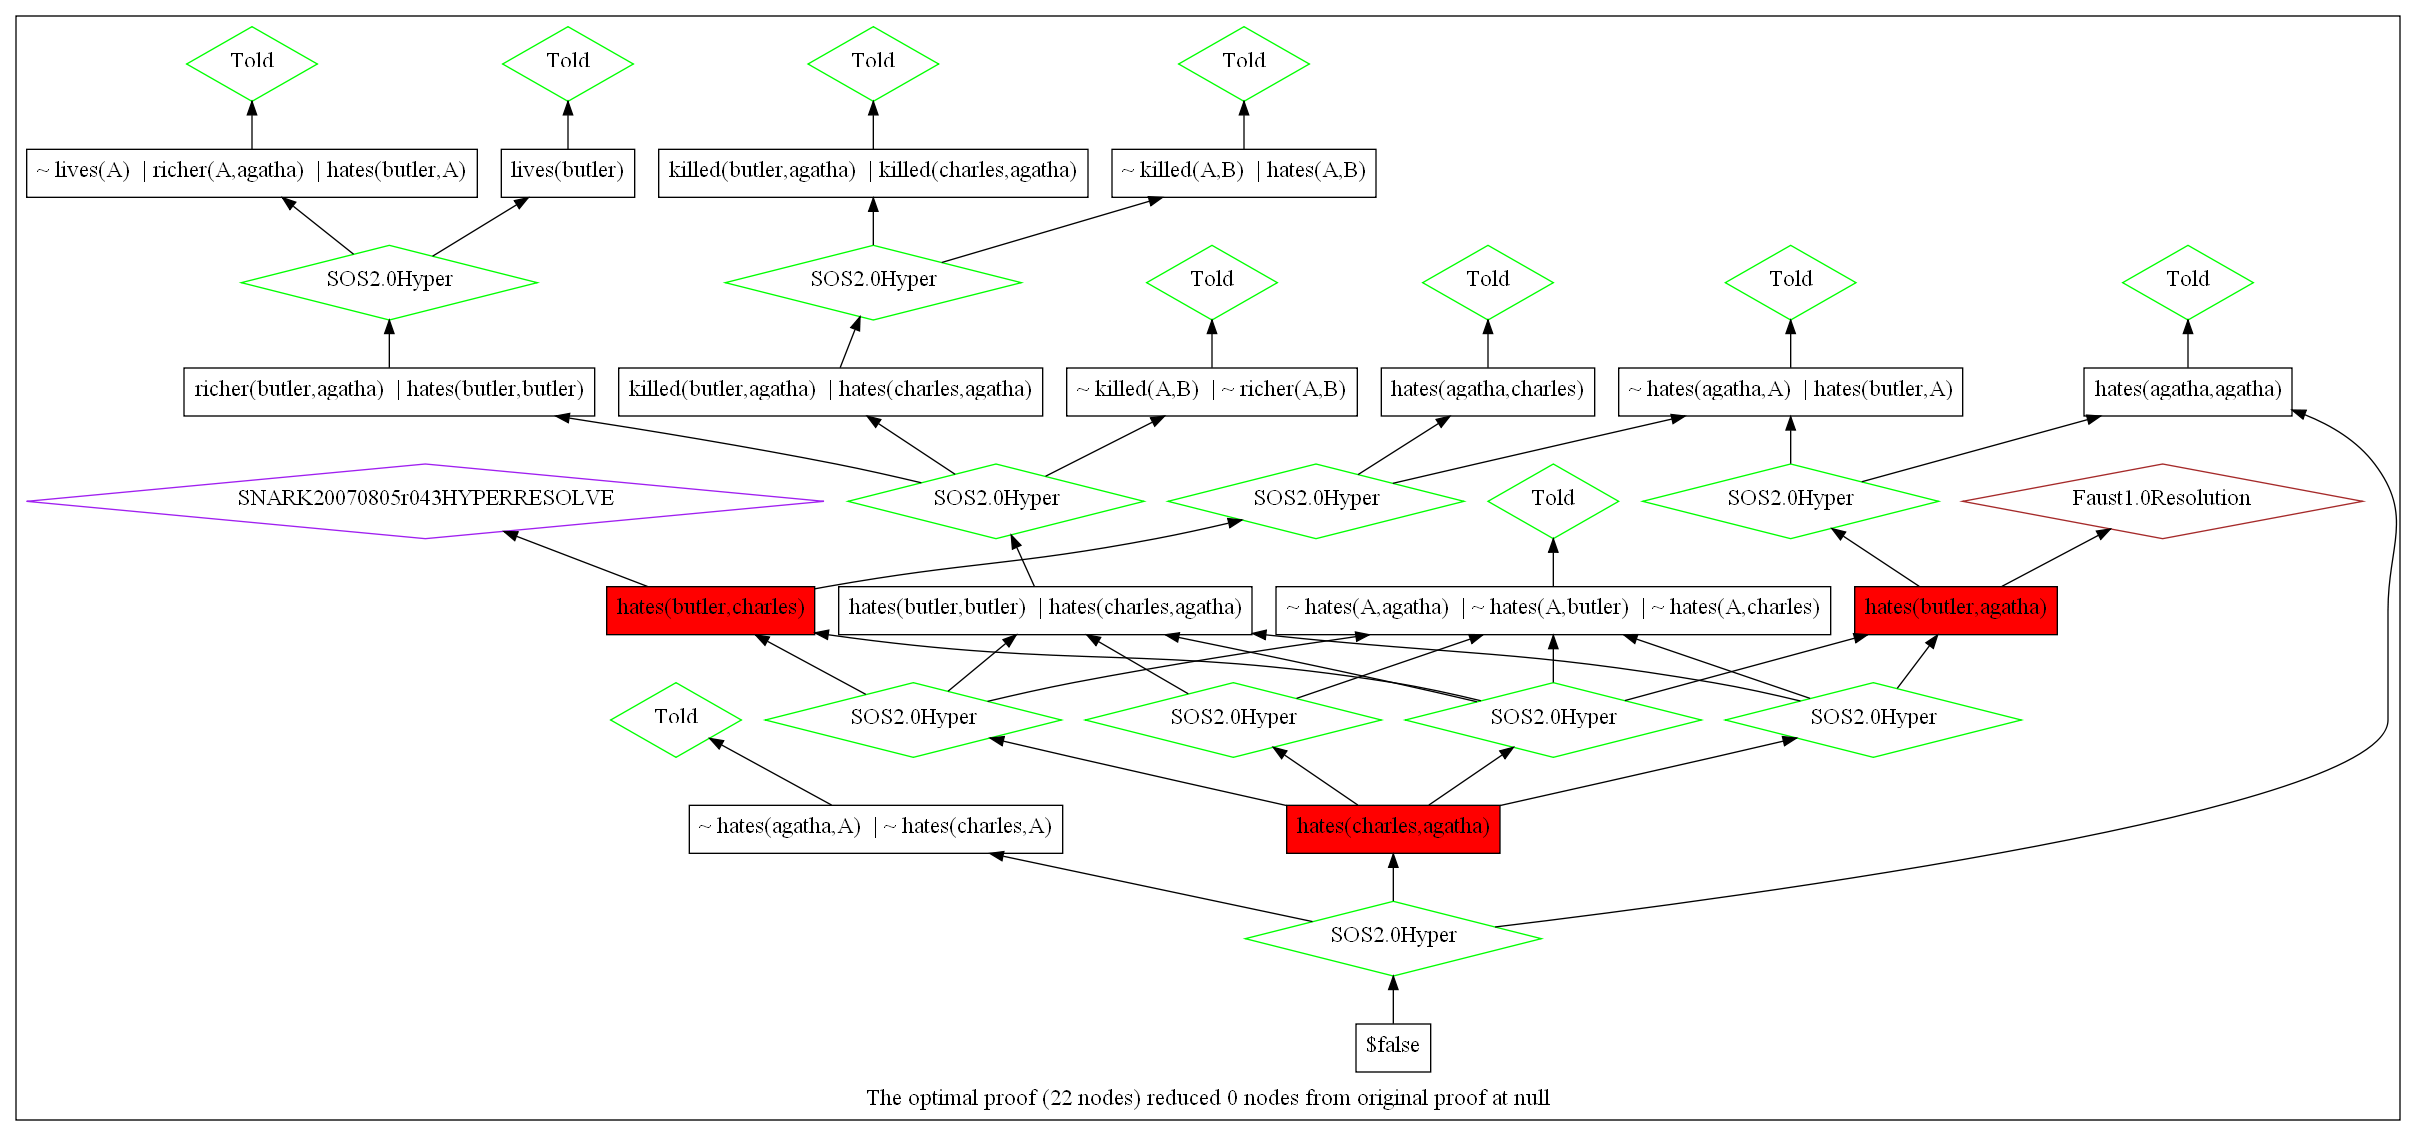 Told
Told
Told
Told
~ lives(A) | richer(A,agatha) | hates(butler,A)
lives(butler)
killed(butler,agatha) | killed(charles,agatha)
~ killed(A,B) | hates(A,B)
SOS2.0Hyper
SOS2.0Hyper
Told
Told
Told
Told
richer(butler,agatha) | hates(butler,butler)
killed(butler,agatha) | hates(charles,agatha)
~ killed(A,B) | ~ richer(A,B)
hates(agatha,charles)
~ hates(agatha,A) | hates(butler,A)
hates(agatha,agatha)
SNARK20070805r043HYPERRESOLVE
SOS2.0Hyper
SOS2.0Hyper
Told
SOS2.0Hyper
Faust1.0Resolution
hates(butler,charles)
hates(butler,butler) | hates(charles,agatha)
~ hates(A,agatha) | ~ hates(A,butler) | ~ hates(A,charles)
hates(butler,agatha)
Told
SOS2.0Hyper
SOS2.0Hyper
SOS2.0Hyper
SOS2.0Hyper
~ hates(agatha,A) | ~ hates(charles,A)
hates(charles,agatha)
SOS2.0Hyper
$false
The optimal proof (22 nodes) reduced 0 nodes from original proof at null